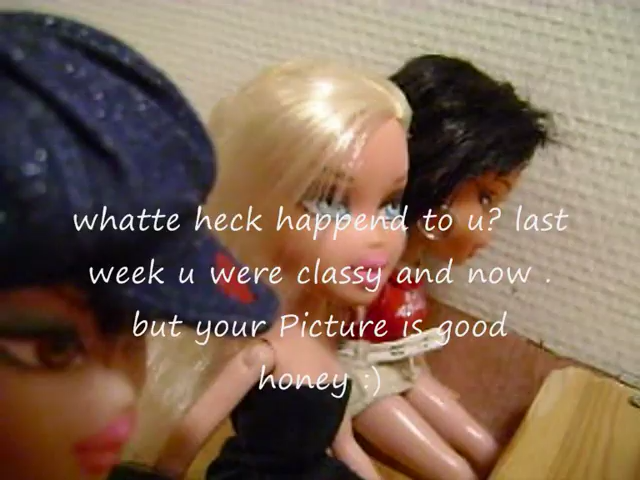 whatte heck happend to u? last
week u were classy and now .
but your Picture is good
honey :)